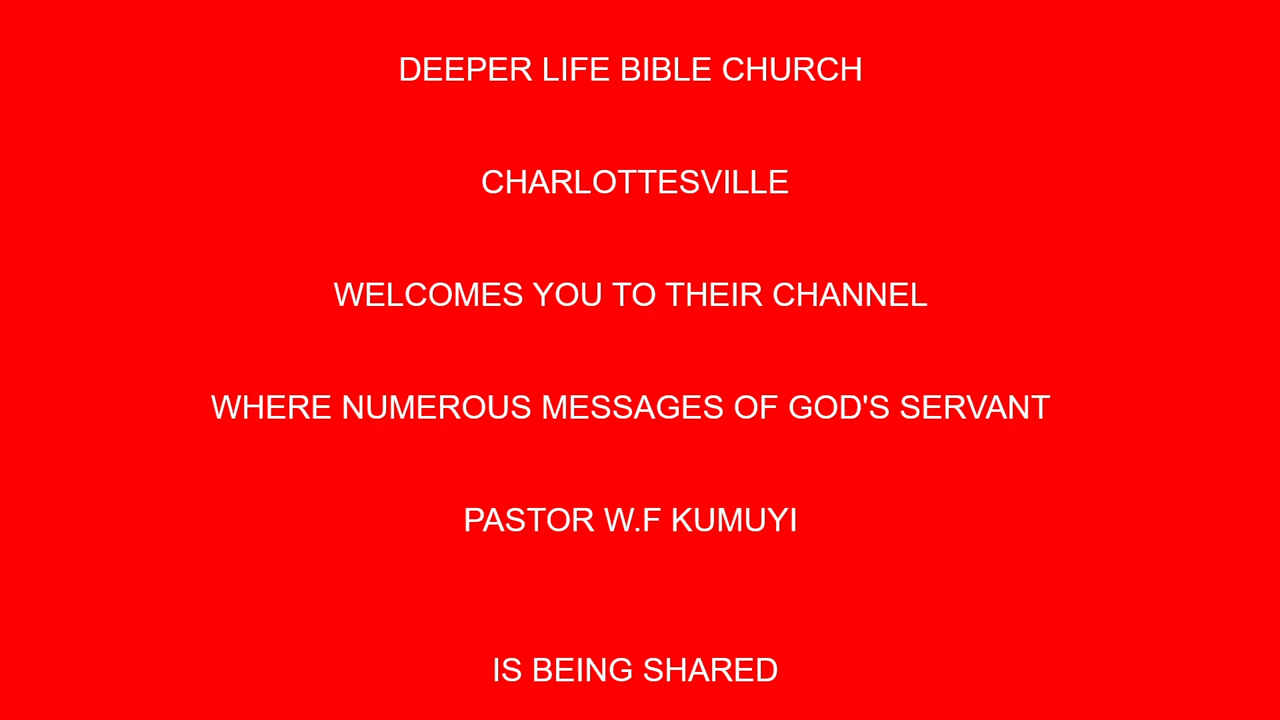 DEEPER LIFE BIBLE CHURCH
CHARLOTTESVILLE
WELCOMES YOU TO THEIR CHANNEL
WHERE NUMEROUS MESSAGES OF GOD'S SERVANT
PASTOR W.F KUMUYI
IS BEING SHARED